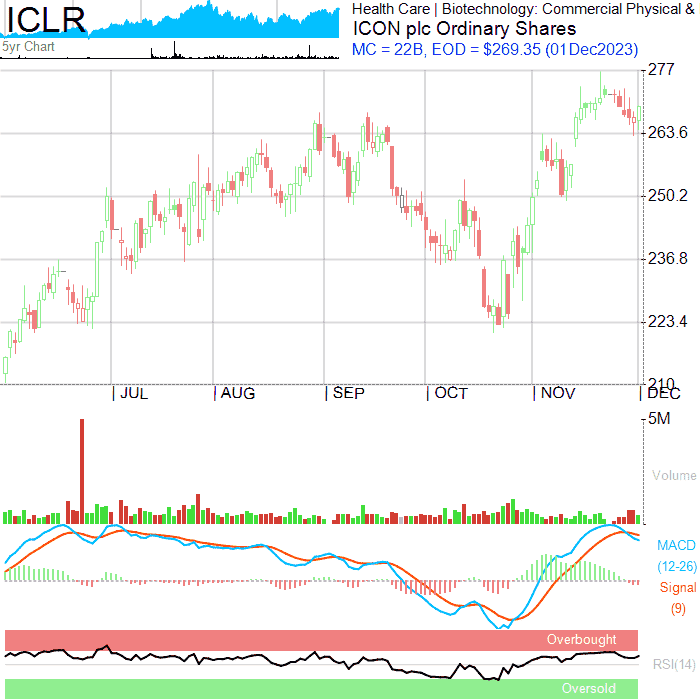 ICLR
5yr Chart
Health Care | Biotechnology: Commercial Physical &
ICON plc Ordinary Shares
MC = 22B, EOD = $269.35 (01Dec2023)
277
263.6
250.2
236.8
223.4
210
| JUL | AUG | SEP | OCT | NOV | DEC
5M
Volume
MACD
(12-26)
Signal
(9)
Overbought
RSI(14)
Oversold